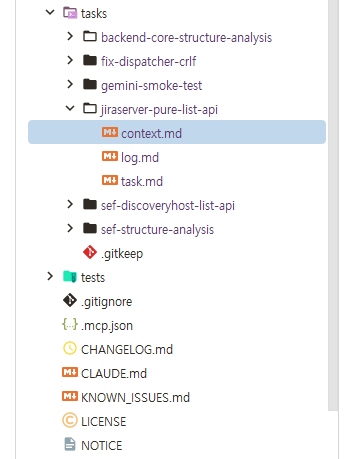 tasks
backend-core-structure-analysis
fix-dispatcher-crlf
gemini-smoke-test
jiraserver-pure-list-api
context.md
log.md
task.md
sef-discoveryhost-list-api
sef-structure-analysis
.gitkeep
tests
.gitignore
.mcp.json
CHANGELOG.md
CLAUDE.md
KNOWN_ISSUES.md
LICENSE
NOTICE